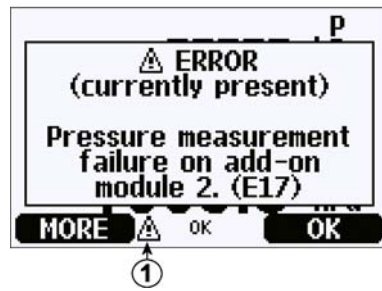 P
⚠ ERROR
(currently present)
Pressure measurement
failure on add-on
module 2. (E17)
MORE ⚠ OK OK
1